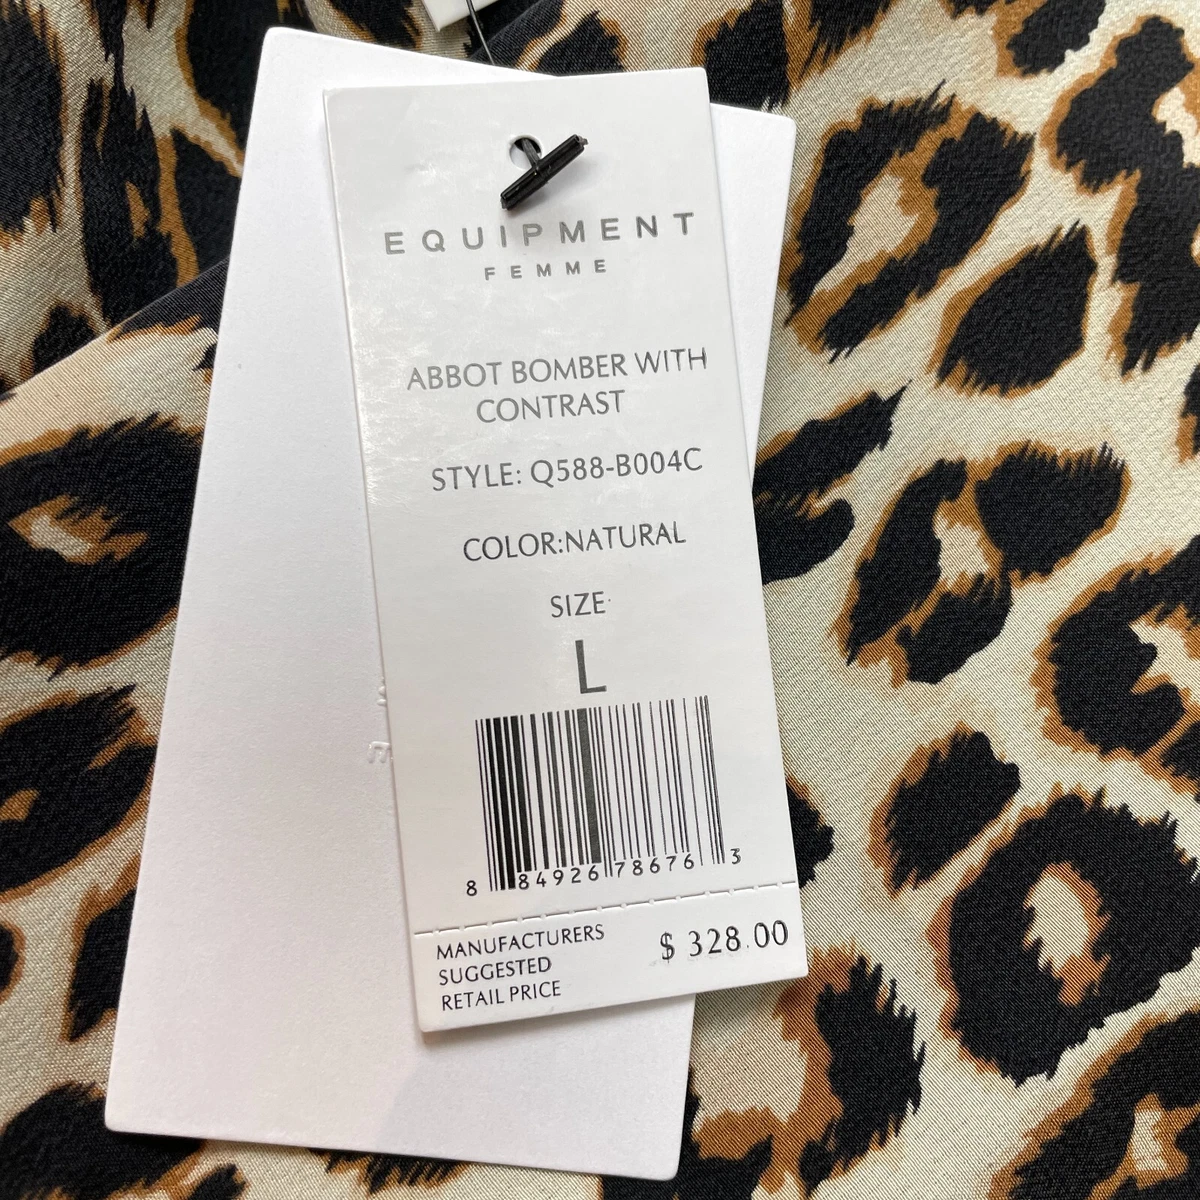 EQUIPMENT
FEMME
ABBOT BOMBER WITH
CONTRAST
STYLE: Q588-B004C
COLOR:NATURAL
SIZE
L
8 84926 78676 3
MANUFACTURERS
SUGGESTED
RETAIL PRICE
$ 328.00